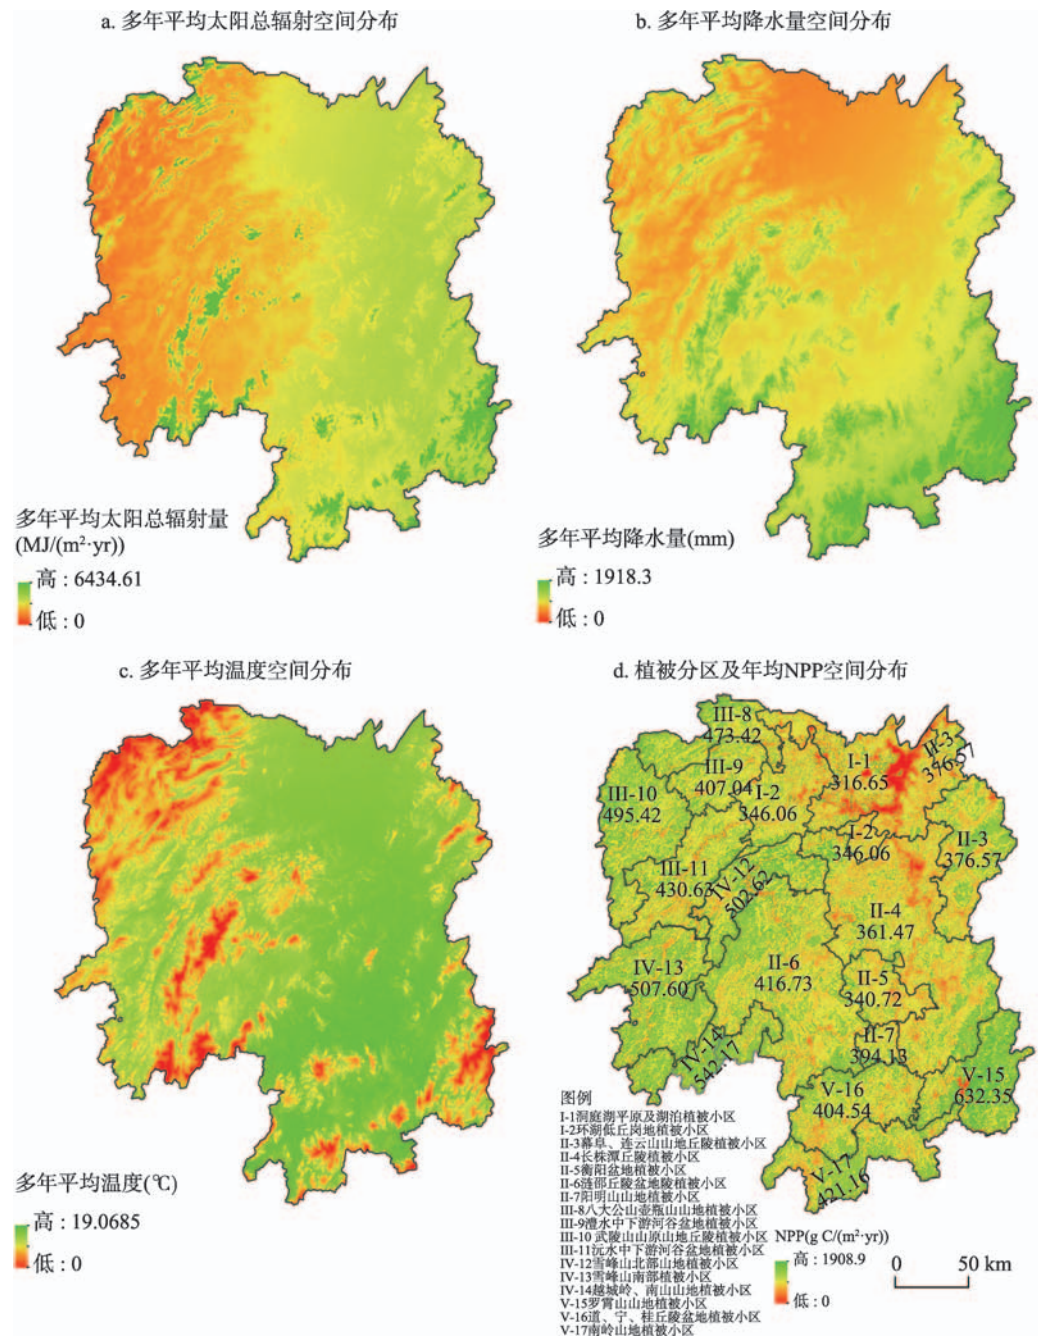 a. 多年平均太阳总辐射空间分布
b. 多年平均降水量空间分布
多年平均太阳总辐射量
(MJ/(m²·yr))
高 : 6434.61
低 : 0
多年平均降水量(mm)
高 : 1918.3
低 : 0
c. 多年平均温度空间分布
d. 植被分区及年均NPP空间分布
多年平均温度(℃)
高 : 19.0685
低 : 0
III-8
473.42
II-3
376.57
I-1
316.65
III-9
407.04
I-2
346.06
III-10
495.42
I-2
346.06
II-3
376.57
III-11
430.63
IV-12
502.62
II-4
361.47
IV-13
507.60
II-6
416.73
II-5
340.72
II-7
394.13
IV-14
542.17
V-15
632.35
V-16
404.54
V-17
421.16
图例
I-1洞庭湖平原及湖泊植被小区
I-2环湖低丘岗地植被小区
II-3幕阜、连云山山地丘陵植被小区
II-4长株潭丘陵植被小区
II-5衡阳盆地植被小区
II-6涟邵丘陵盆地陵植被小区
II-7阳明山山地植被小区
III-8八大公山壶瓶山山地植被小区
III-9澧水中下游河谷盆地植被小区
III-10 武陵山山原山地丘陵植被小区
III-11沅水中下游河谷盆地植被小区
IV-12雪峰山北部山地植被小区
IV-13雪峰山南部植被小区
IV-14越城岭、南山山地植被小区
V-15罗霄山山地植被小区
V-16道、宁、桂丘陵盆地植被小区
V-17南岭山地植被小区
NPP(g C/(m²·yr))
高 : 1908.9
低 : 0
0 50 km